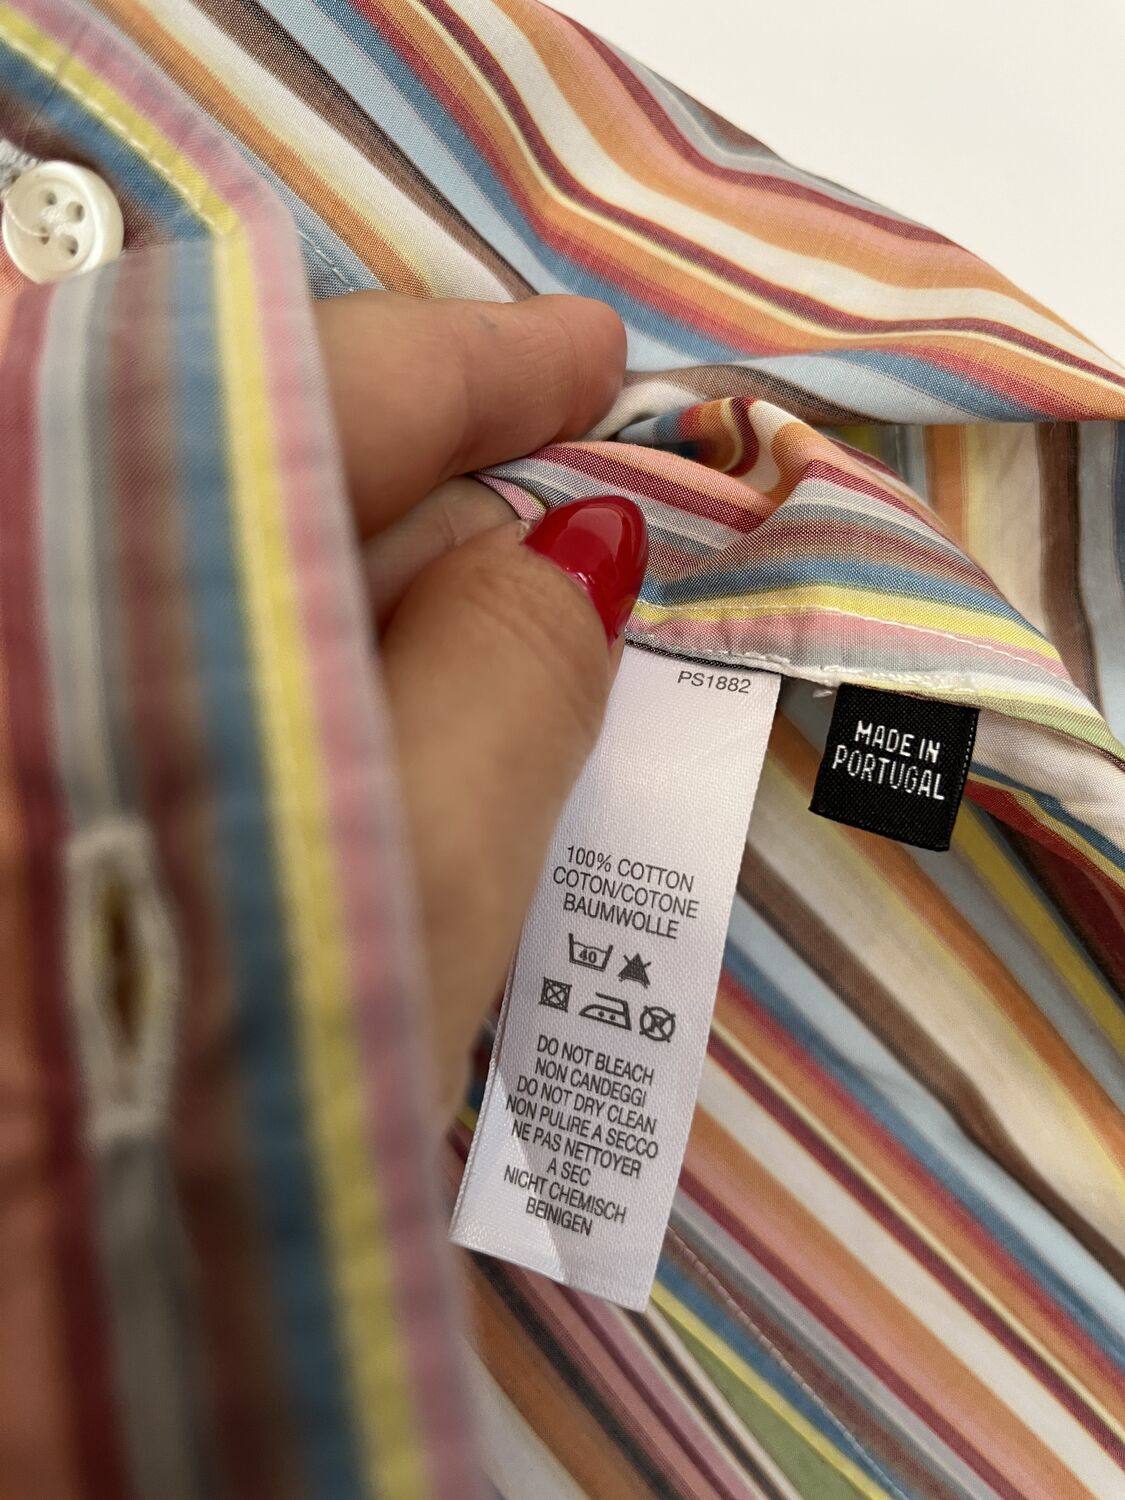 PS1882
MADE IN
PORTUGAL
100% COTTON
COTON/COTONE
BAUMWOLLE
40
DO NOT BLEACH
NON CANDEGGI
DO NOT DRY CLEAN
NON PULIRE A SECCO
NE PAS NETTOYER
A SEC
NICHT CHEMISCH
BEINIGEN